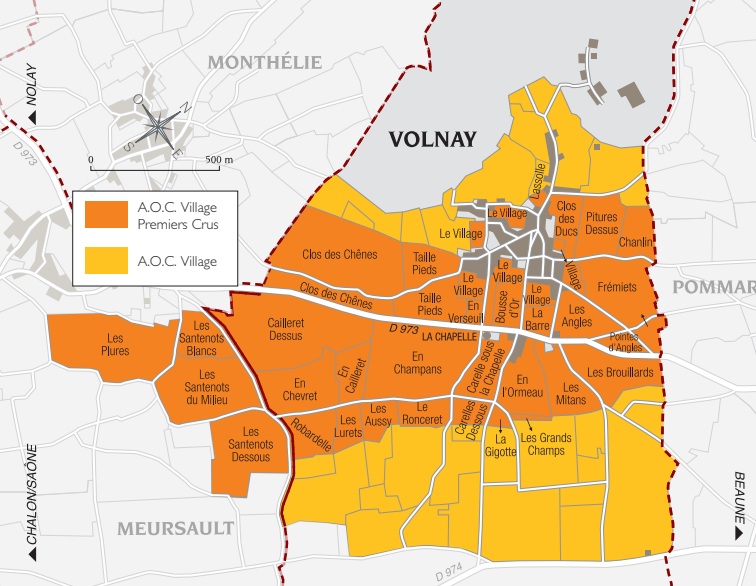 MONTHÉLIE
NOLAY
O
N
S
E
D 973
0
500 m
VOLNAY
A.O.C. Village
Premiers Crus
A.O.C. Village
Lassolle
Le Village
Clos
des
Ducs
Pitures
Dessus
Chanlin
Le Village
Clos des Chênes
Taille
Pieds
Le
Village
Le
Village
Village
Frémiets
POMMAR
Clos des Chênes
Taille
Pieds
En
Verseuil
Bousse
d'Or
Le
Village
La
Barre
Les
Angles
Pointes
d'Angles
D 973
LA CHAPELLE
Les
Plures
Les
Santenots
Blancs
Cailleret
Dessus
En
Champans
Carelle sous
la Chapelle
Les Brouillards
Les
Santenots
du Milieu
En
Chevret
En
Cailleret
En
l'Ormeau
Les
Mitans
Robardelle
Les
Lurets
Les
Aussy
Le
Ronceret
Carelles
Dessous
Les
Santenots
Dessous
La
Gigotte
Les Grands
Champs
CHALON/SAÔNE
MEURSAULT
BEAUNE
D 974